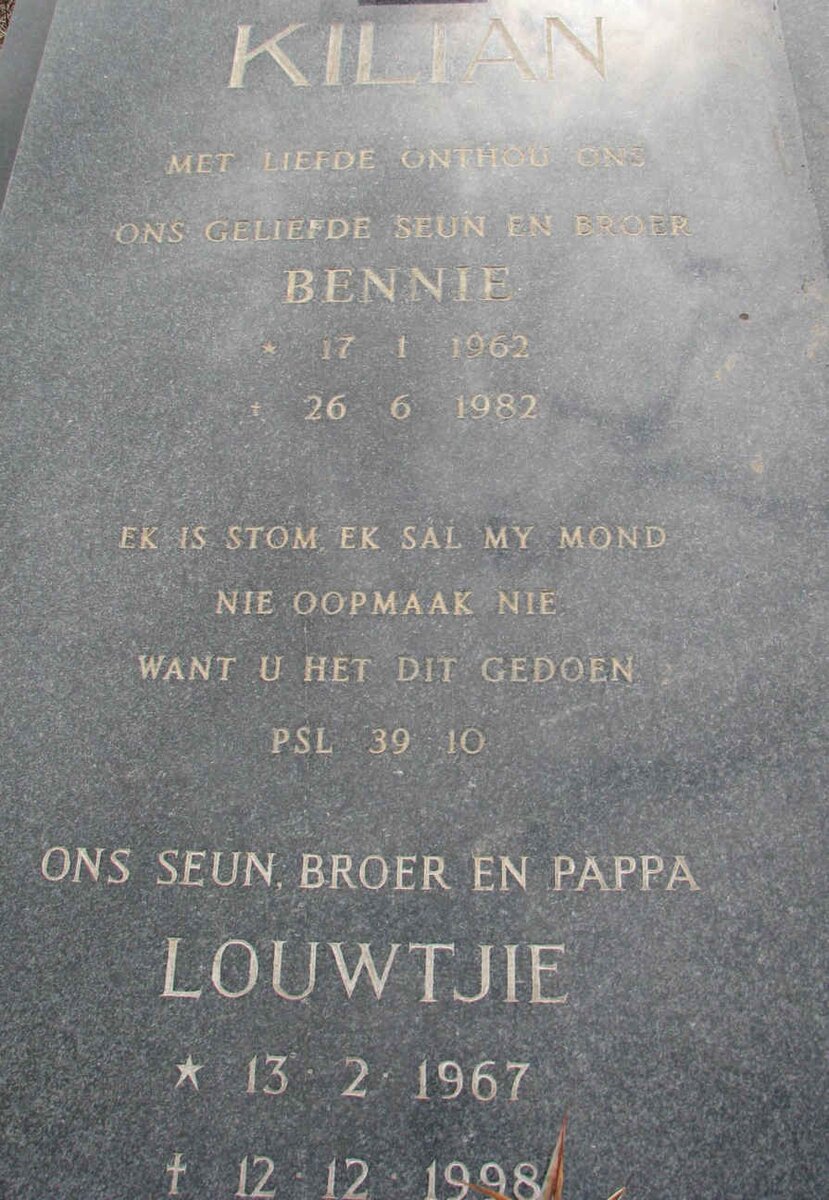 KILIAN
MET LIEFDE ONTHOU ONS
ONS GELIEFDE SEUN EN BROER
BENNIE
* 17 1 1962
† 26 6 1982
EK IS STOM, EK SAL MY MOND
NIE OOPMAAK NIE
WANT U HET DIT GEDOEN
PSL 39 10
ONS SEUN, BROER EN PAPPA
LOUWTJIE
★ 13·2·1967
† 12·12·1998